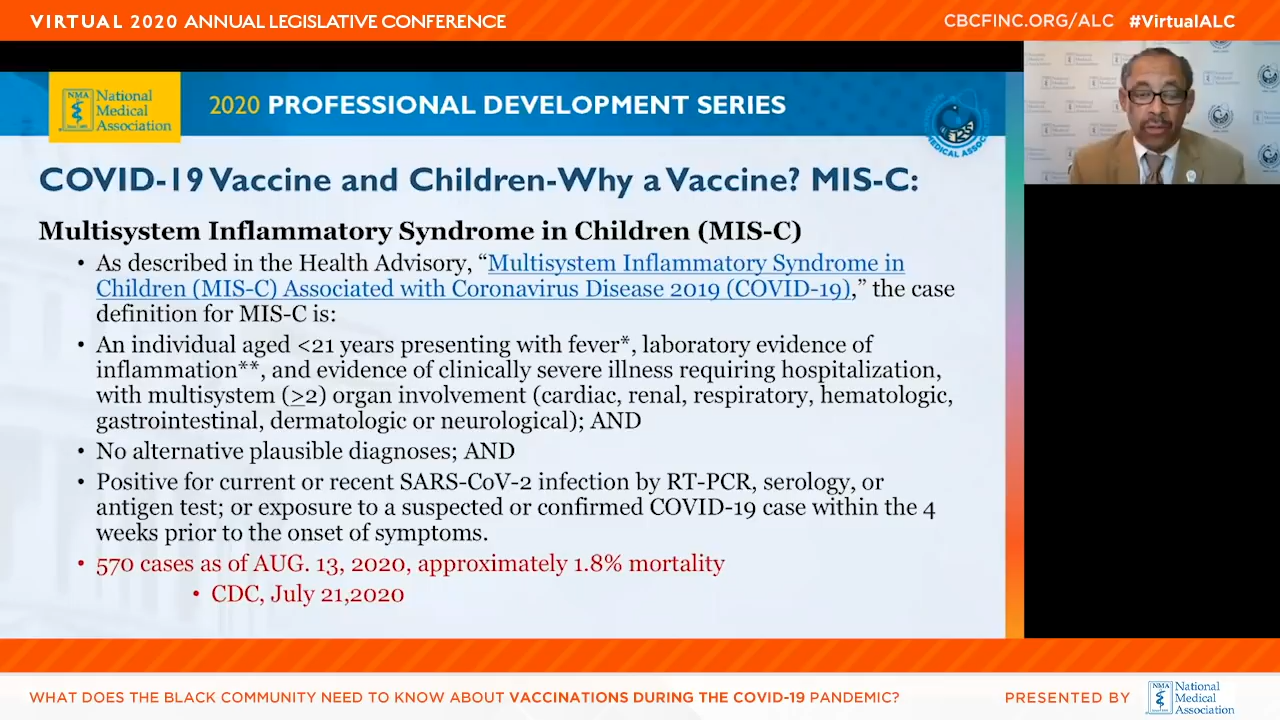 VIRTUAL 2020 ANNUAL LEGISLATIVE CONFERENCE
CBCFINC.ORG/ALC #VirtualALC
NMA
National
Medical
Association
2020 PROFESSIONAL DEVELOPMENT SERIES
COVID-19 Vaccine and Children-Why a Vaccine? MIS-C:
Multisystem Inflammatory Syndrome in Children (MIS-C)
• As described in the Health Advisory, “Multisystem Inflammatory Syndrome in
Children (MIS-C) Associated with Coronavirus Disease 2019 (COVID-19),” the case
definition for MIS-C is:
• An individual aged <21 years presenting with fever*, laboratory evidence of
inflammation**, and evidence of clinically severe illness requiring hospitalization,
with multisystem (>2) organ involvement (cardiac, renal, respiratory, hematologic,
gastrointestinal, dermatologic or neurological); AND
• No alternative plausible diagnoses; AND
• Positive for current or recent SARS-CoV-2 infection by RT-PCR, serology, or
antigen test; or exposure to a suspected or confirmed COVID-19 case within the 4
weeks prior to the onset of symptoms.
• 570 cases as of AUG. 13, 2020, approximately 1.8% mortality
• CDC, July 21,2020
WHAT DOES THE BLACK COMMUNITY NEED TO KNOW ABOUT VACCINATIONS DURING THE COVID-19 PANDEMIC?
PRESENTED BY
NMA
National
Medical
Association